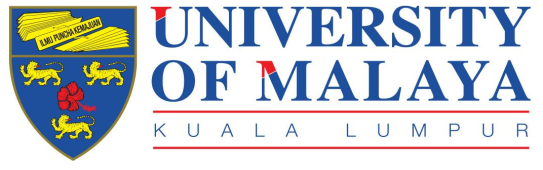 ILMU PUNCHA KEMAJUAN
UNIVERSITY
OF MALAYA
KUALA LUMPUR